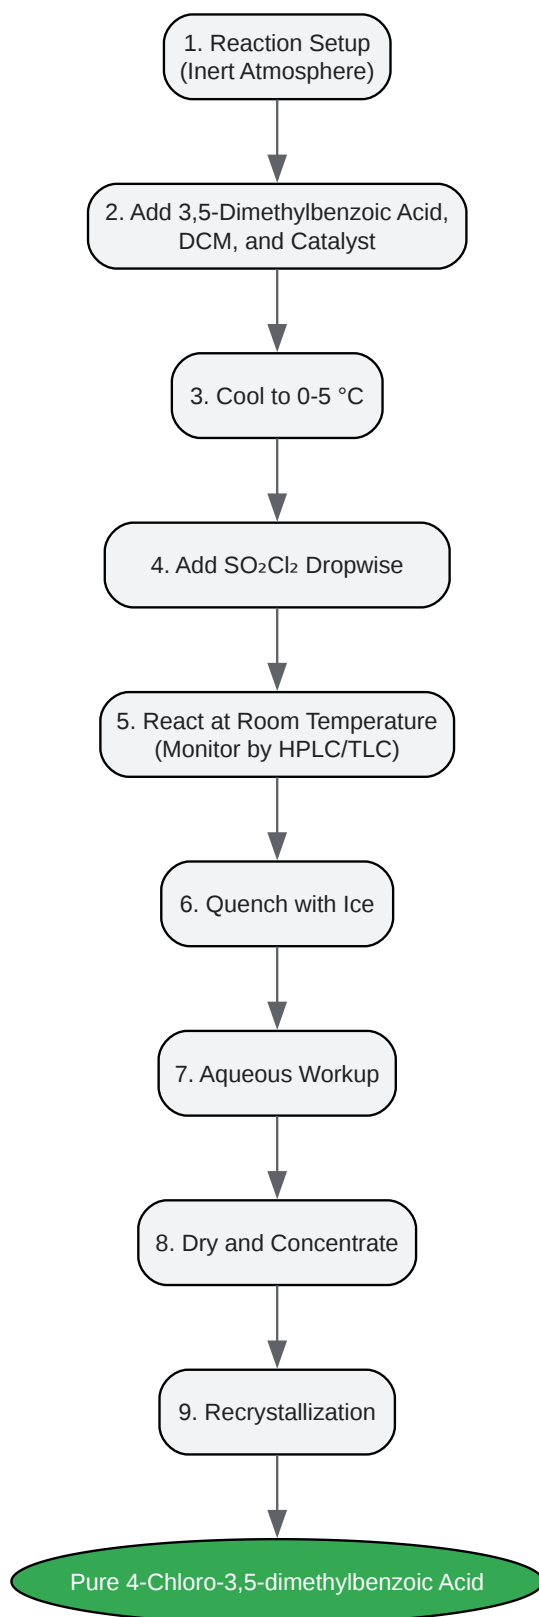 1. Reaction Setup
(Inert Atmosphere)
2. Add 3,5-Dimethylbenzoic Acid,
DCM, and Catalyst
3. Cool to 0-5 °C
4. Add SO₂Cl₂ Dropwise
5. React at Room Temperature
(Monitor by HPLC/TLC)
6. Quench with Ice
7. Aqueous Workup
8. Dry and Concentrate
9. Recrystallization
Pure 4-Chloro-3,5-dimethylbenzoic Acid